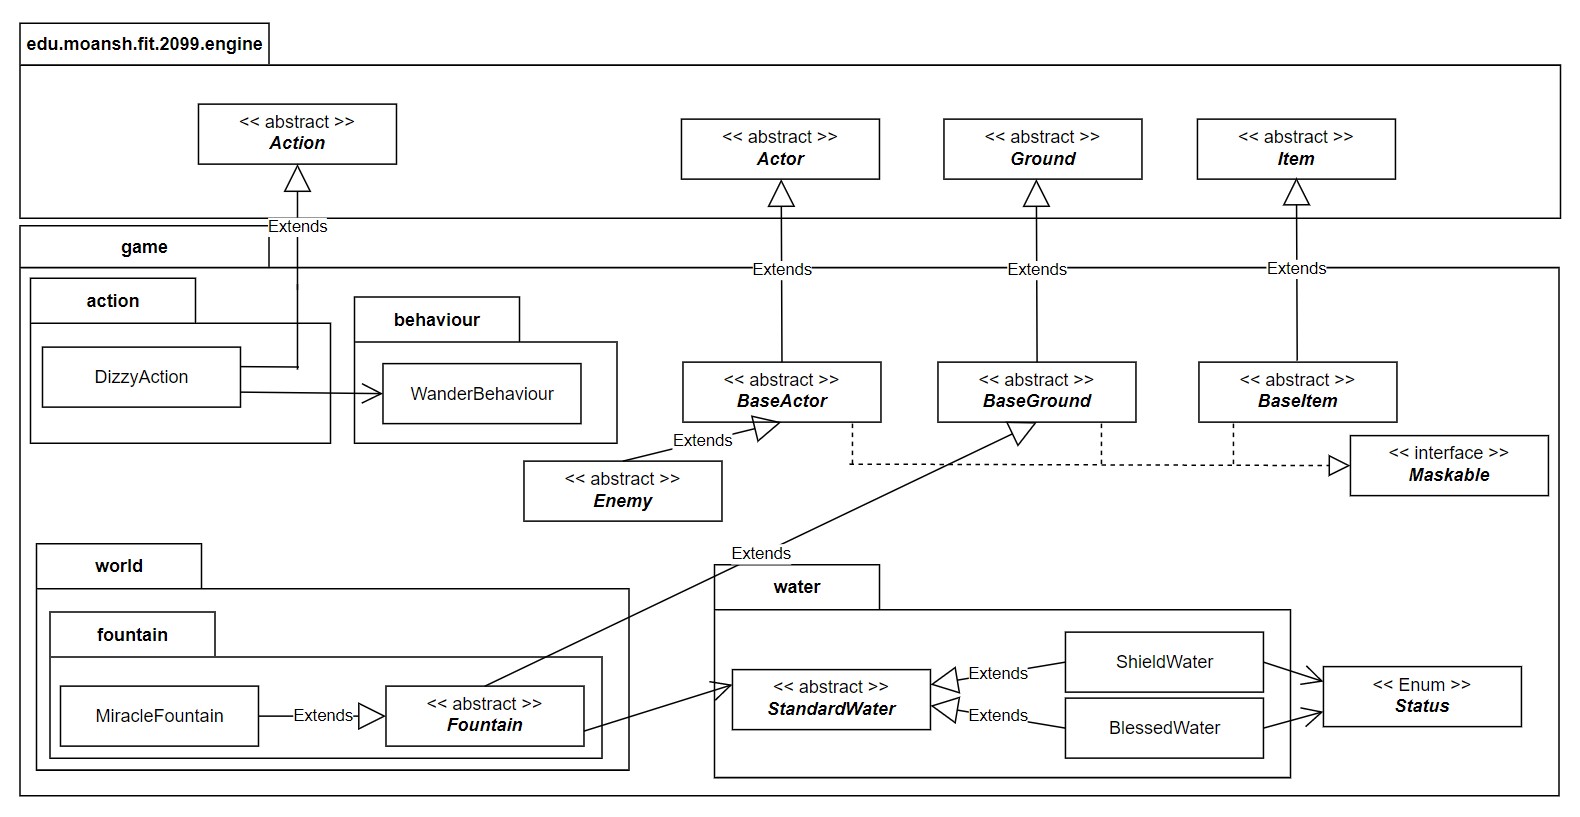 edu.moansh.fit.2099.engine
<< abstract >>
Action
<< abstract >>
Actor
<< abstract >>
Ground
<< abstract >>
Item
Extends
game
Extends
Extends
Extends
action
behaviour
DizzyAction
WanderBehaviour
<< abstract >>
BaseActor
<< abstract >>
BaseGround
<< abstract >>
BaseItem
Extends
<< interface >>
Maskable
<< abstract >>
Enemy
Extends
world
water
fountain
MiracleFountain
Extends
<< abstract >>
Fountain
<< abstract >>
StandardWater
Extends
Extends
ShieldWater
BlessedWater
<< Enum >>
Status